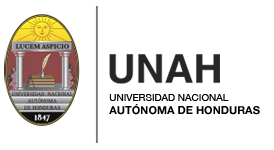 LUCEM ASPICIO
UNIVERSIDAD NACIONAL
AUTÓNOMA
DE HONDURAS
1847
UNAH
UNIVERSIDAD NACIONAL
AUTÓNOMA DE HONDURAS